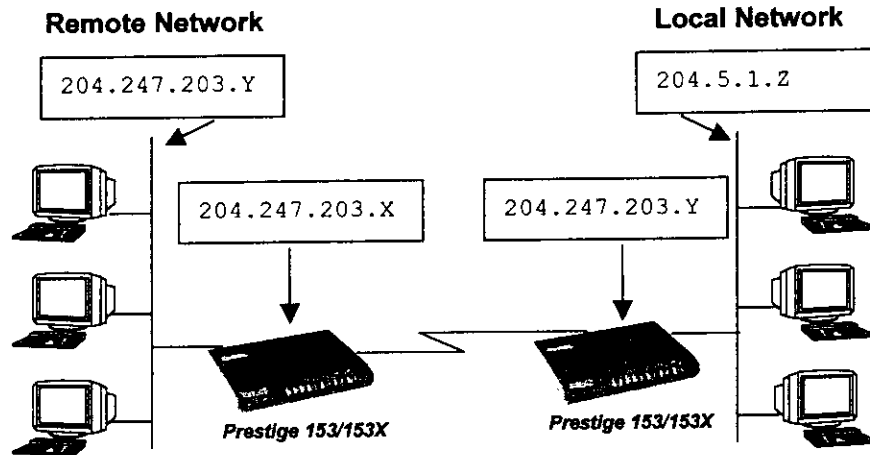 Remote Network
Local Network
204.247.203.Y
204.5.1.Z
204.247.203.X
204.247.203.Y
Prestige 153/153X
Prestige 153/153X